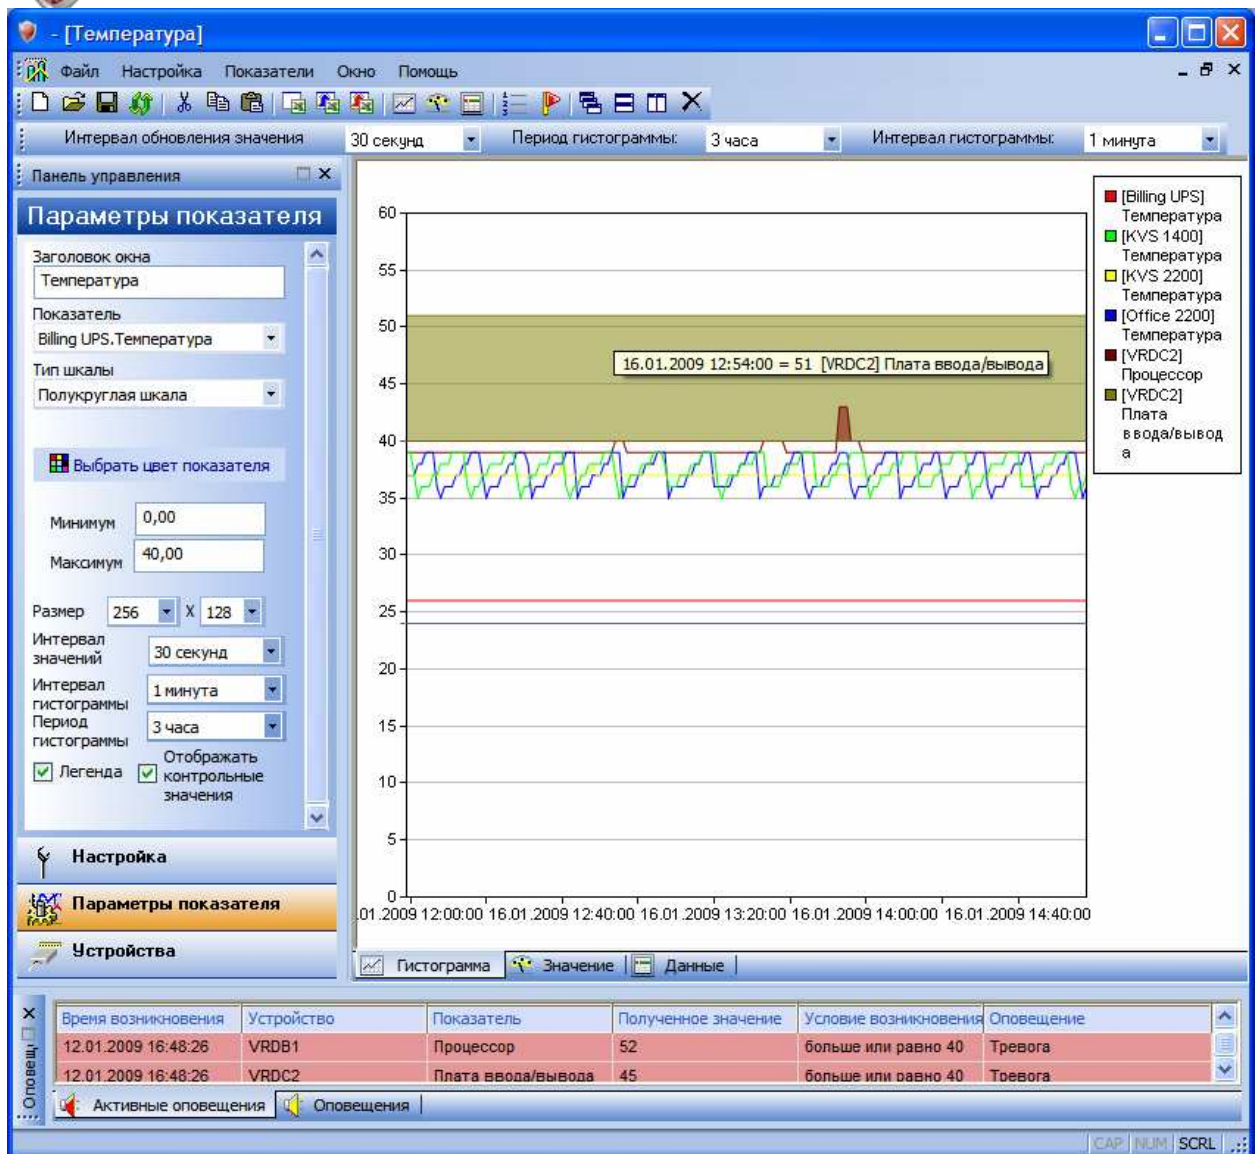 - [Температура]
Файл Настройка Показатели Окно Помощь
Интервал обновления значения 30 секунд Период гистограммы: 3 часа Интервал гистограммы: 1 минута
Панель управления
Параметры показателя
Заголовок окна
Температура
Показатель
Billing UPS.Температура
Тип шкалы
Полукруглая шкала
Выбрать цвет показателя
Минимум 0,00
Максимум 40,00
Размер 256 X 128
Интервал
значений
30 секунд
Интервал
гистограммы
1 минута
Период
гистограммы
3 часа
Легенда
Отображать
контрольные
значения
Настройка
Параметры показателя
Устройства
60
55
50
45
40
35
30
25
20
15
10
5
0
16.01.2009 12:54:00 = 51 [VRDC2] Плата ввода/вывода
.01.2009 12:00:00 16.01.2009 12:40:00 16.01.2009 13:20:00 16.01.2009 14:00:00 16.01.2009 14:40:00
[Billing UPS]
Температура
[KVS 1400]
Температура
[KVS 2200]
Температура
[Office 2200]
Температура
[VRDC2]
Процессор
[VRDC2]
Плата
ввода/вывод
а
Гистограмма Значение Данные
Оповещ
Время возникновения Устройство Показатель Полученное значение Условие возникновения Оповещение
12.01.2009 16:48:26 VRDB1 Процессор 52 больше или равно 40 Тревога
12.01.2009 16:48:26 VRDC2 Плата ввода/вывода 45 больше или равно 40 Тревога
Активные оповещения Оповещения
CAP NUM SCRL